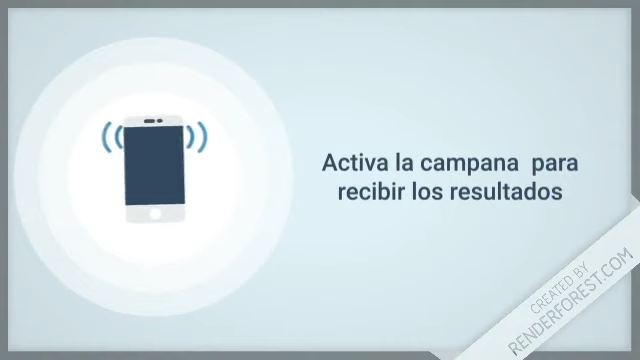 Activa la campana  para
recibir los resultados
CREATED BY
RENDERFOREST.COM